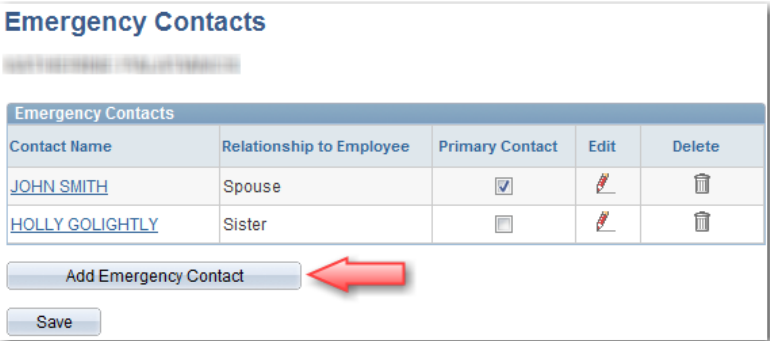 Emergency Contacts
Emergency Contacts
Contact Name Relationship to Employee Primary Contact Edit Delete
JOHN SMITH Spouse
HOLLY GOLIGHTLY Sister
Add Emergency Contact
Save